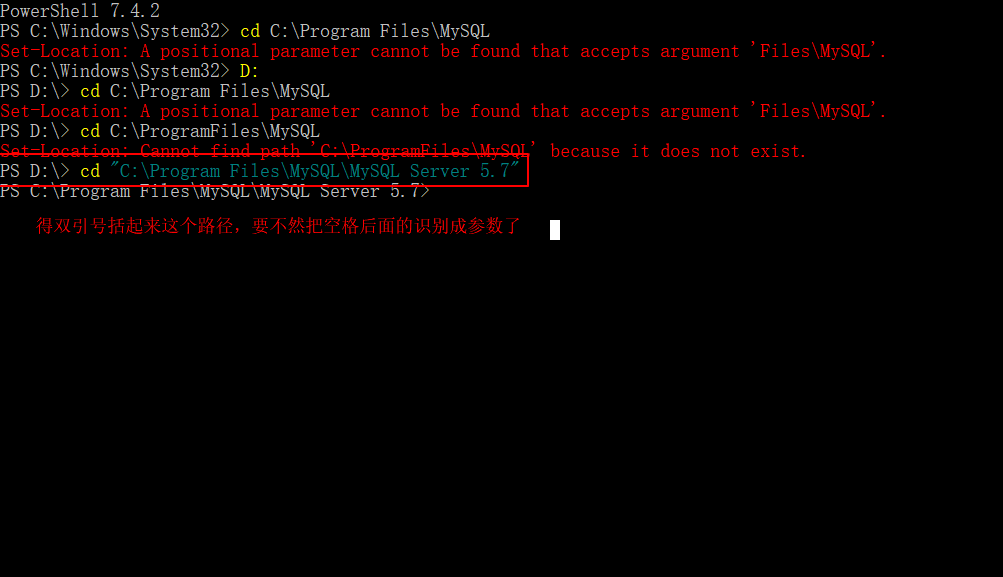 PowerShell 7.4.2
PS C:\Windows\System32> cd C:\Program Files\MySQL
Set-Location: A positional parameter cannot be found that accepts argument 'Files\MySQL'.
PS C:\Windows\System32> D:
PS D:\> cd C:\Program Files\MySQL
Set-Location: A positional parameter cannot be found that accepts argument 'Files\MySQL'.
PS D:\> cd C:\ProgramFiles\MySQL
Set-Location: Cannot find path 'C:\ProgramFiles\MySQL' because it does not exist.
PS D:\> cd "C:\Program Files\MySQL\MySQL Server 5.7"
PS C:\Program Files\MySQL\MySQL Server 5.7>
得双引号括起来这个路径，要不然把空格后面的识别成参数了